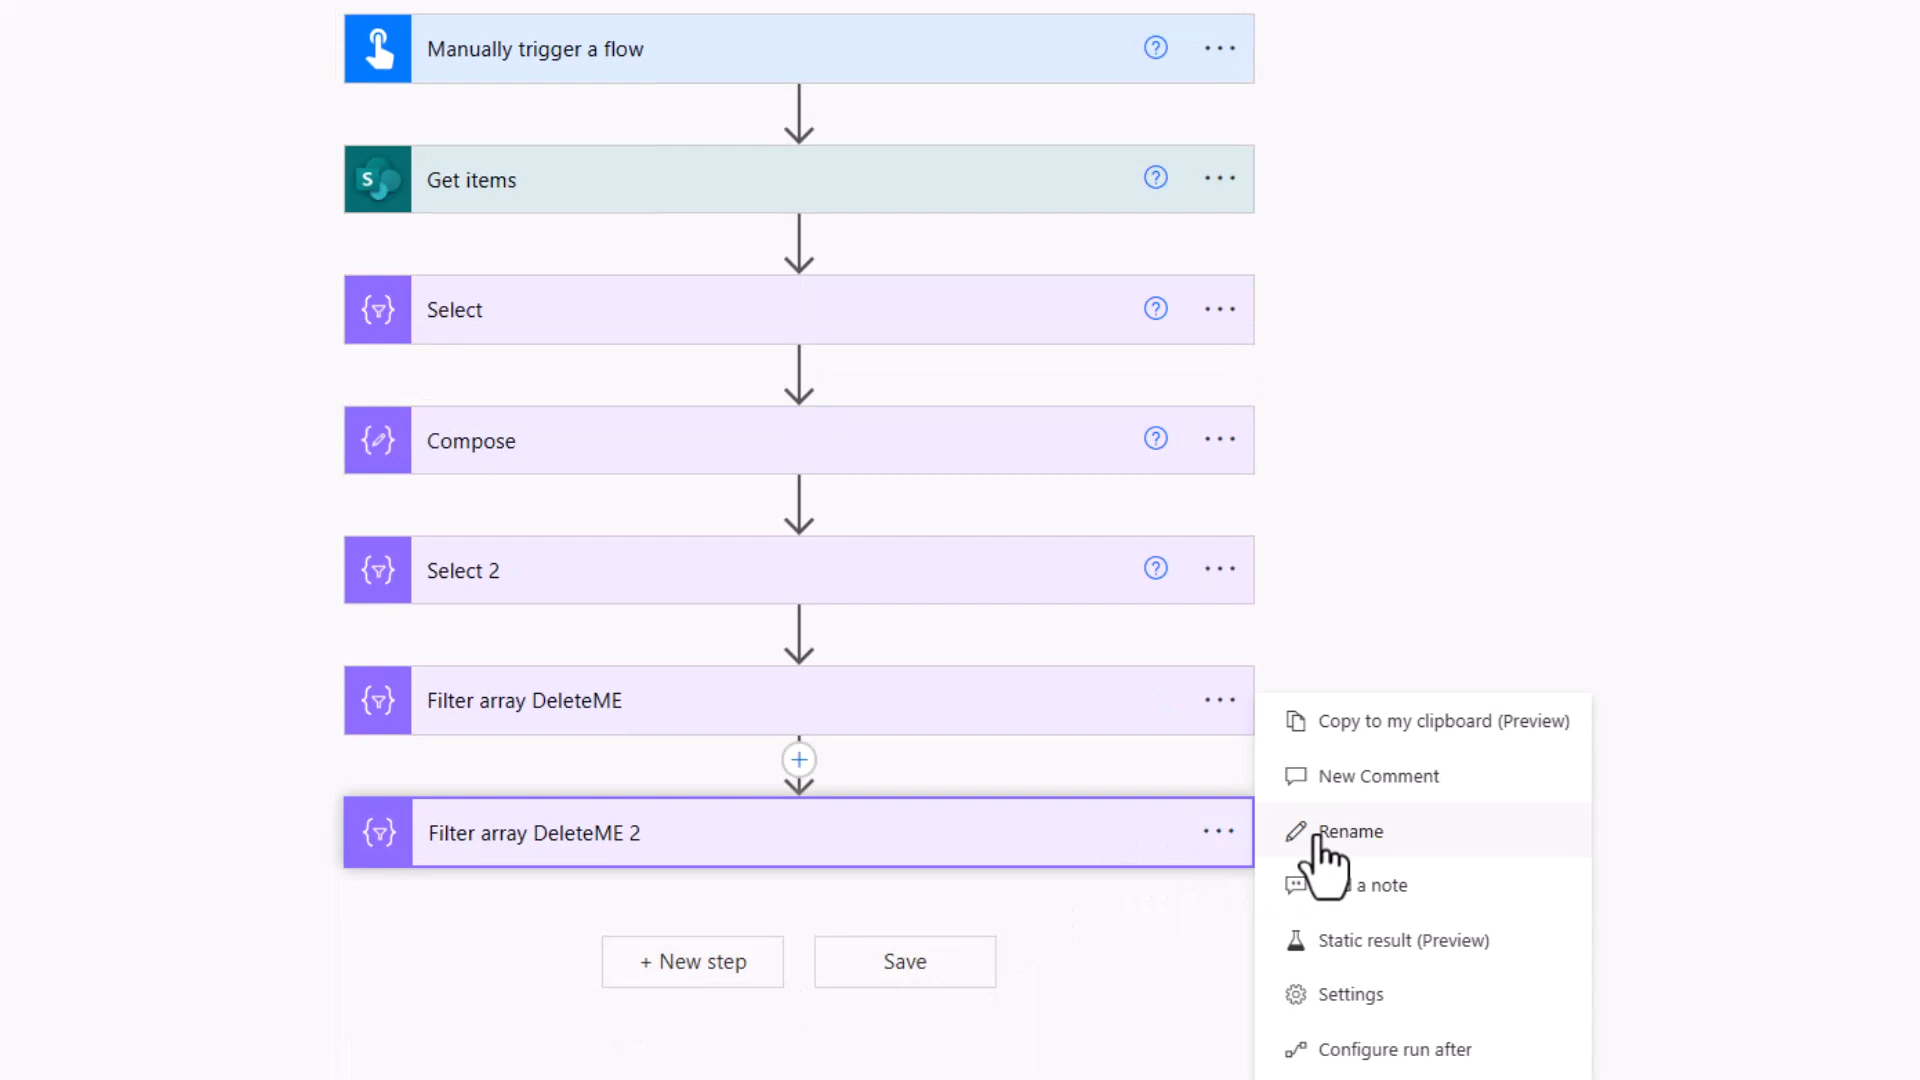 Manually trigger a flow
Get items
Select
Compose
Select 2
Filter array DeleteME
Copy to my clipboard (Preview)
New Comment
Filter array DeleteME 2
Rename
a note
Static result (Preview)
+ New step
Save
Settings
Configure run after